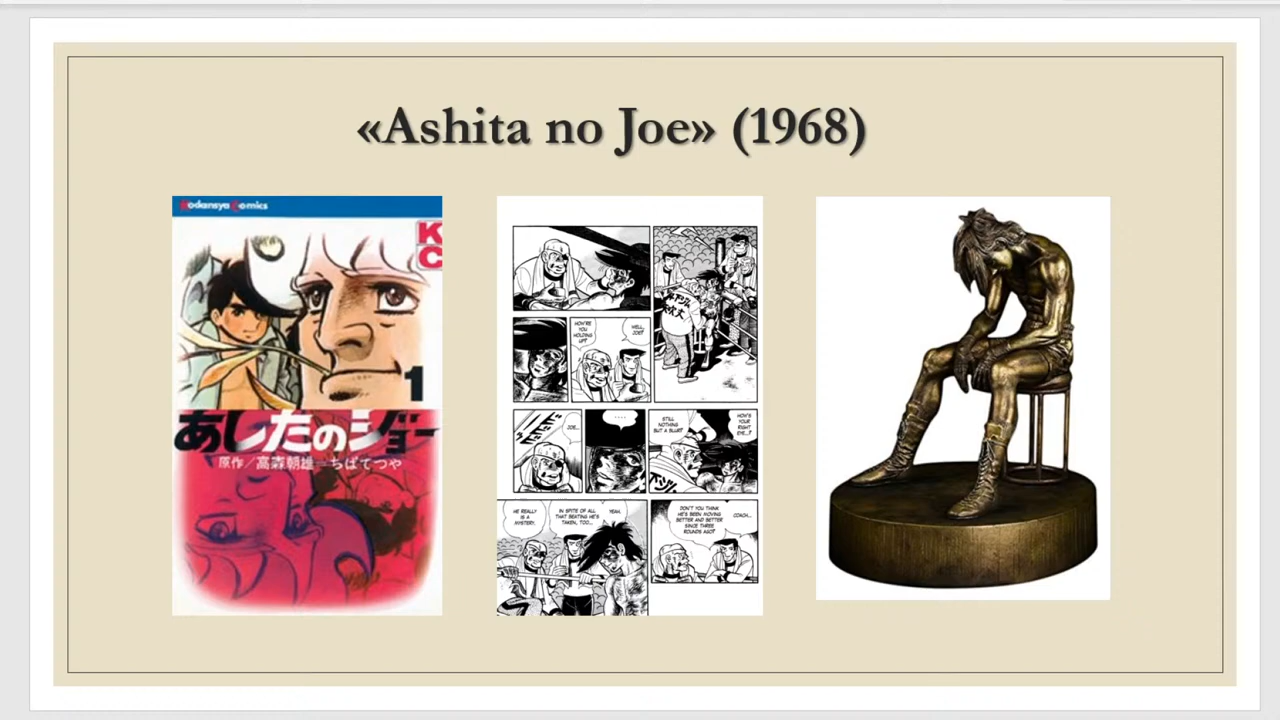 «Ashita no Joe» (1968)
Kodansya Comics
K
C
1
あしたのジョー
原作/高森朝雄=ちばてつや
HOW'RE
YOU
HOLDING
UP?
WELL,
JOE?
JOE...
....
STILL
NOTHING
BUT A BLUR?
HOW'S
YOUR
RIGHT
EYE...?
HE REALLY
IS A
MYSTERY.
IN SPITE OF ALL
THAT BEATING HE'S
TAKEN, TOO...
YEAH.
DON'T YOU THINK
HE'S BEEN MOVING
BETTER AND BETTER
SINCE THREE
ROUNDS AGO?
COACH...